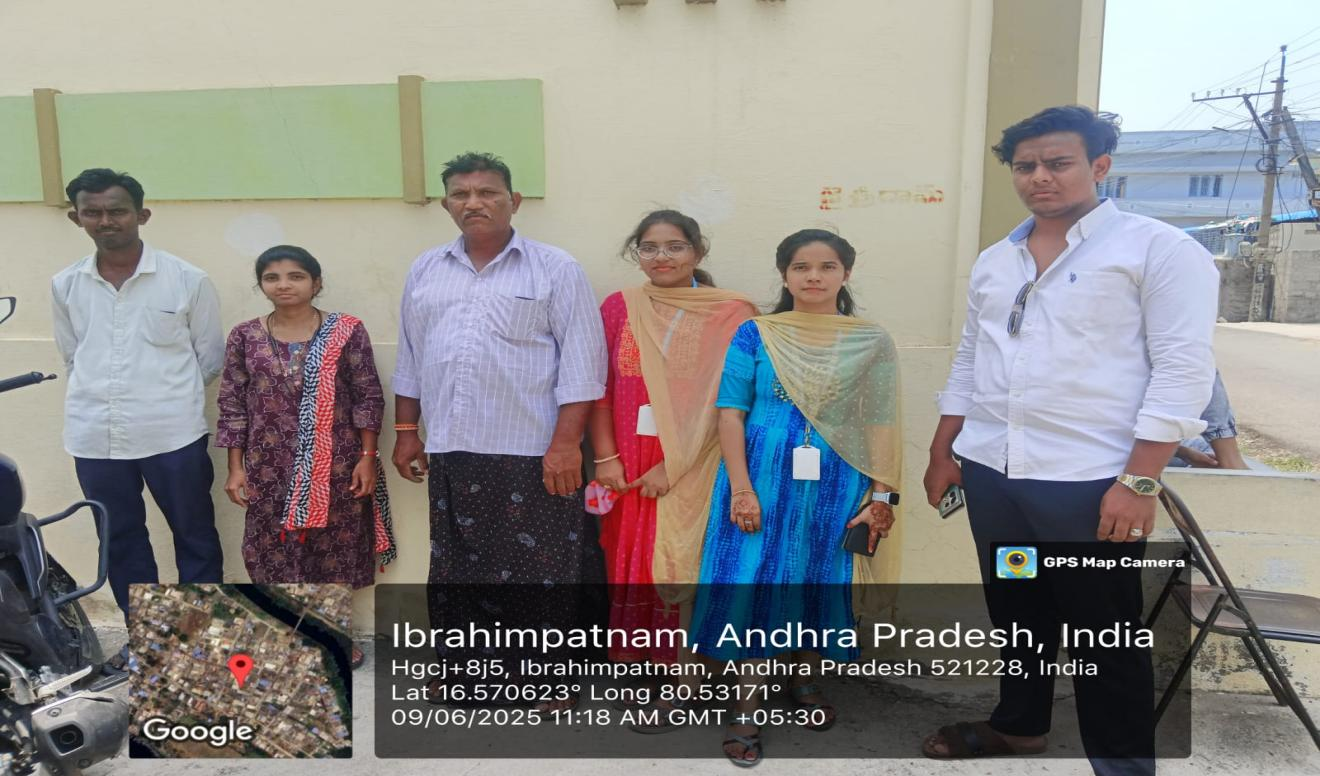 జై శ్రీరామ్
GPS Map Camera
Ibrahimpatnam, Andhra Pradesh, India
Hgcj+8j5, Ibrahimpatnam, Andhra Pradesh 521228, India
Lat 16.570623° Long 80.53171°
09/06/2025 11:18 AM GMT +05:30
Google